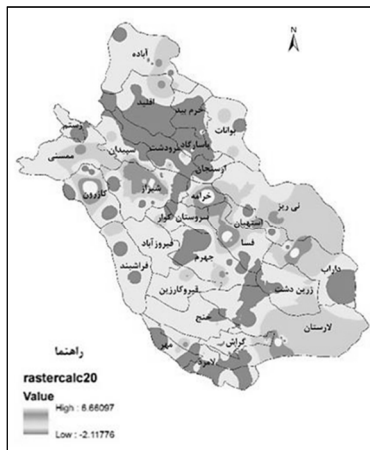 N
آباده
اقلید
خرم بید
بوانات
رستم
پاسارگاد
سپیدان
مرودشت
ممسنی
ارسنجان
شیراز
کازرون
خرامه
نی ریز
استهبان
سروستان
کوار
فسا
فیروزآباد
جهرم
داراب
فراشبند
زرین دشت
قیروکارزین
خنج
لارستان
گراش
مهر
لامرد
راهنما
rastercalc20
Value
High : 6.66097
Low : -2.11776